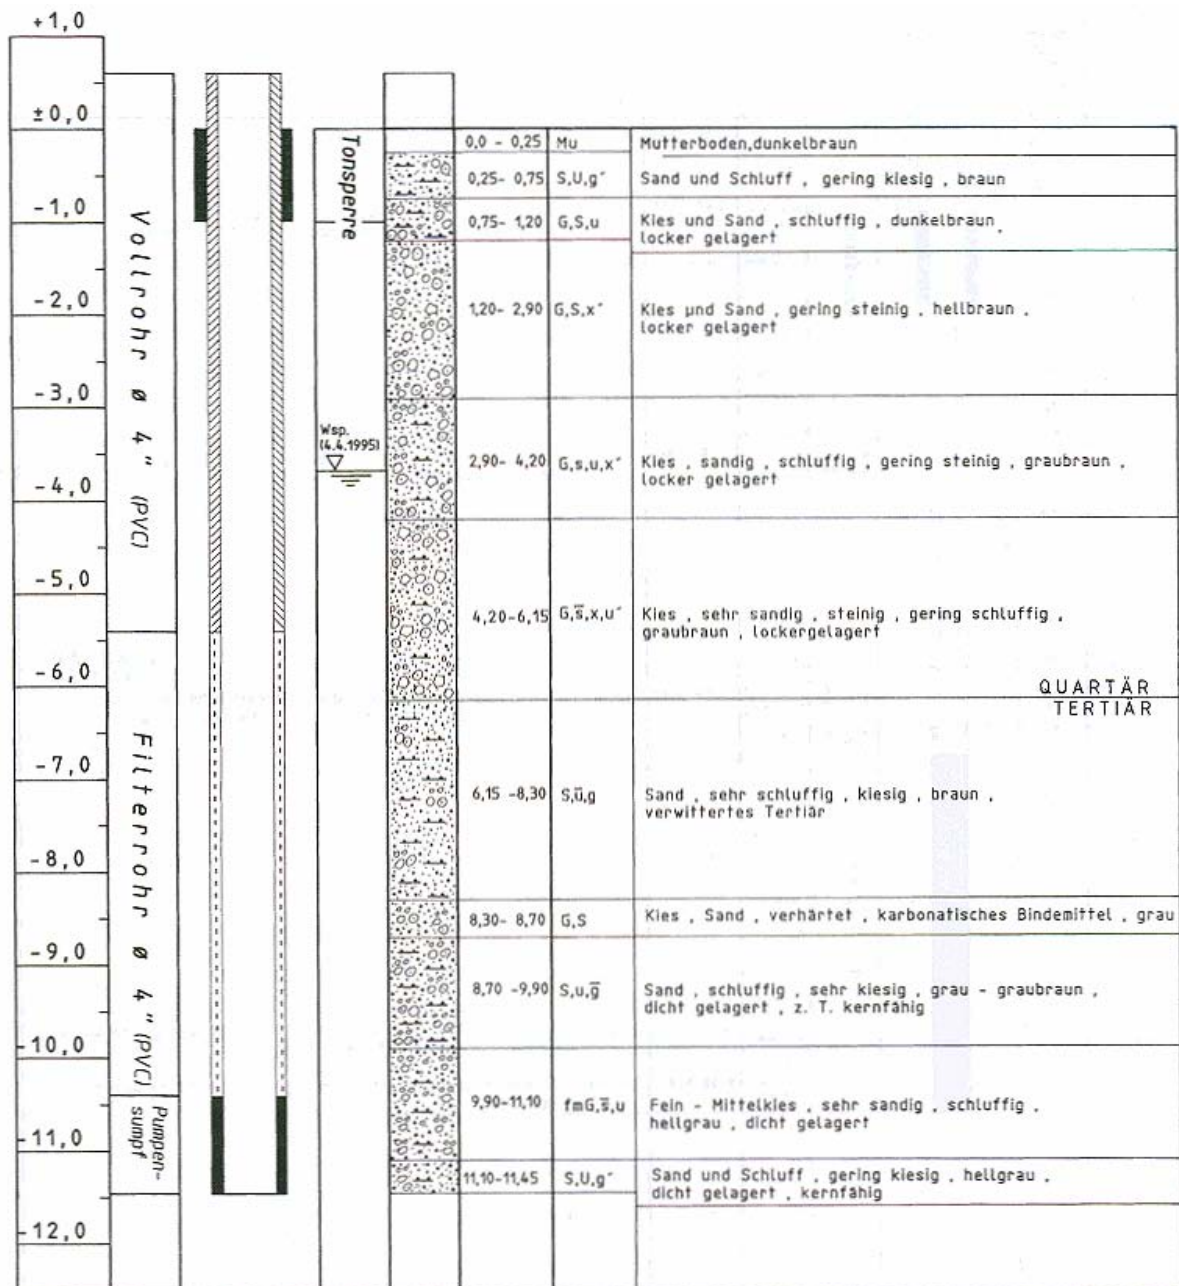 +1,0
±0,0
-1,0
-2,0
-3,0
-4,0
-5,0
-6,0
-7,0
-8,0
-9,0
-10,0
-11,0
-12,0
Vollrohr ø 4" (PVC)
Filterrohr ø 4" (PVC)
Pumpen-
sumpf
Tonsperre
Wsp.
(4.4.1995)
0,0 - 0,25 Mu Mutterboden,dunkelbraun
0,25- 0,75 S,U,g´ Sand und Schluff , gering kiesig , braun
0,75- 1,20 G,S,u Kies und Sand , schluffig , dunkelbraun
locker gelagert
1,20- 2,90 G,S,x´ Kies und Sand , gering steinig , hellbraun ,
locker gelagert
2,90- 4,20 G,s,u,x´ Kies , sandig , schluffig , gering steinig , graubraun ,
locker gelagert
4,20-6,15 G,s̅,x,u´ Kies , sehr sandig , steinig , gering schluffig ,
graubraun , lockergelagert
QUARTÄR
TERTIÄR
6,15 -8,30 S,u̅,g Sand , sehr schluffig , kiesig , braun ,
verwittertes Tertiär
8,30- 8,70 G,S Kies , Sand , verhärtet , karbonatisches Bindemittel , grau
8,70 -9,90 S,u,g̅ Sand , schluffig , sehr kiesig , grau - graubraun ,
dicht gelagert , z. T. kernfähig
9,90-11,10 fmG,s̅,u Fein - Mittelkies , sehr sandig , schluffig ,
hellgrau , dicht gelagert
11,10-11,45 S,U,g´ Sand und Schluff , gering kiesig , hellgrau ,
dicht gelagert , kernfähig